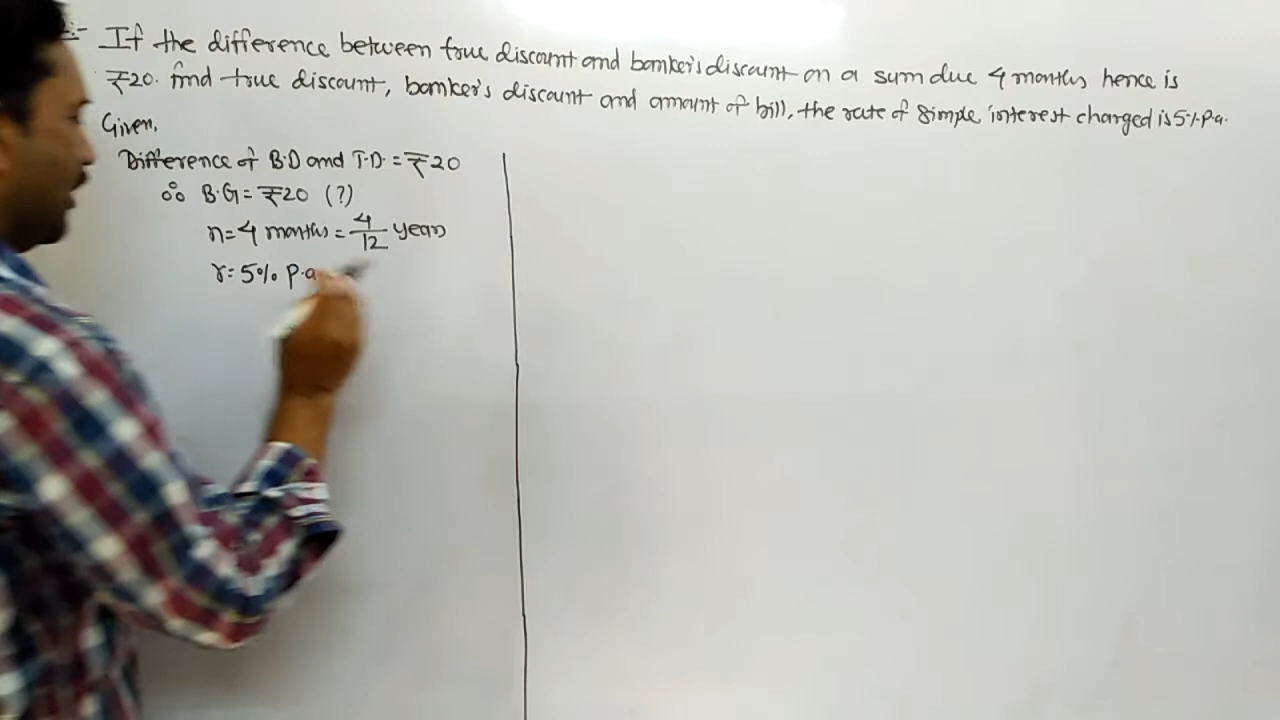 :- If the difference between true discount and banker's discount on a sum due 4 months hence is
₹20. find true discount, banker's discount and amount of bill, the rate of simple interest charged is 5% p.a.
Given,
Difference of B.D and T.D. = ₹20
∴ B.G = ₹20 (?)
n = 4 months = 4/12 years
r = 5% p.a